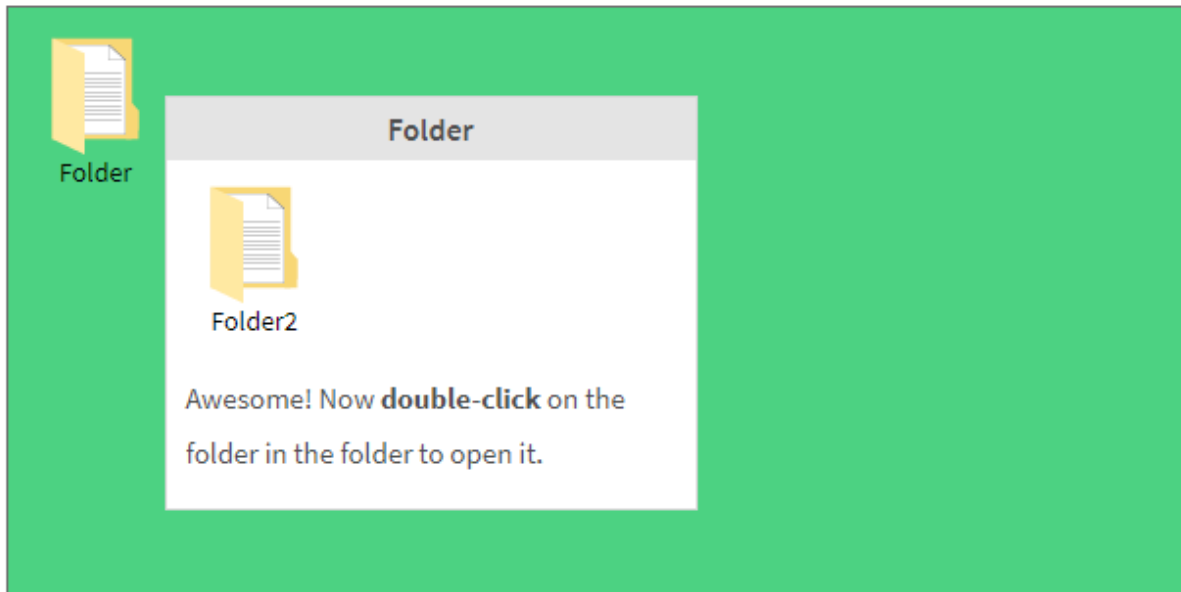 Folder
Folder
Folder2
Awesome! Now double-click on the
folder in the folder to open it.